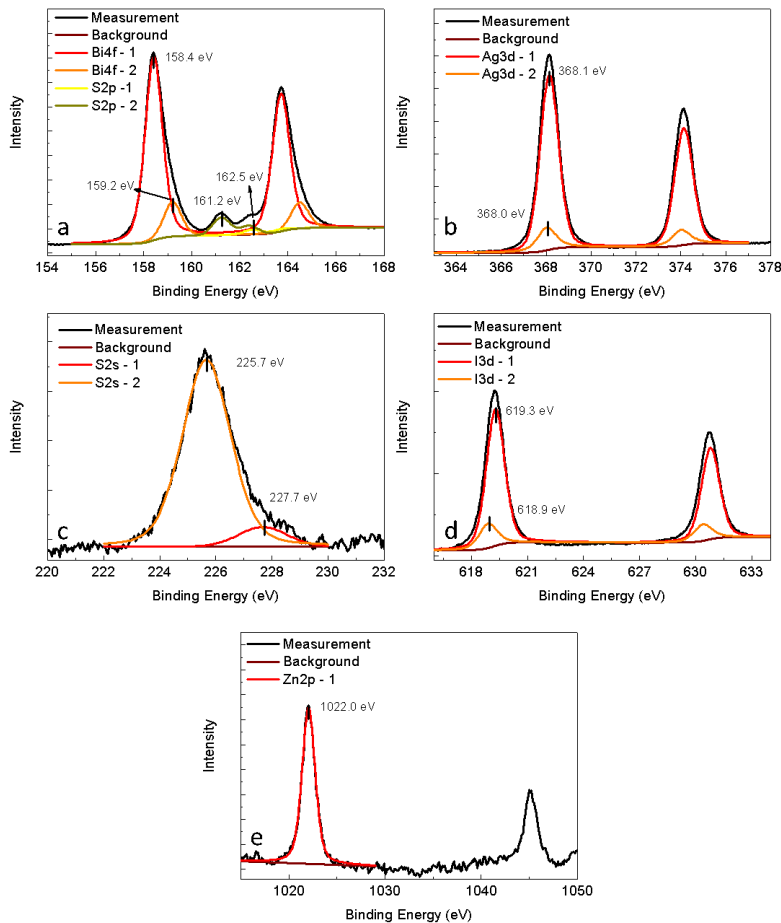 Measurement
Background
Bi4f - 1
Bi4f - 2
S2p -1
S2p - 2
158.4 eV
159.2 eV
161.2 eV
162.5 eV
a
Intensity
154 156 158 160 162 164 166 168
Binding Energy (eV)
Measurement
Background
Ag3d - 1
Ag3d - 2
368.1 eV
368.0 eV
b
Intensity
364 366 368 370 372 374 376 378
Binding Energy (eV)
Measurement
Background
S2s - 1
S2s - 2
225.7 eV
227.7 eV
c
Intensity
220 222 224 226 228 230 232
Binding Energy (eV)
Measurement
Background
I3d - 1
I3d - 2
619.3 eV
618.9 eV
d
Intensity
618 621 624 627 630 633
Binding Energy (eV)
Measurement
Background
Zn2p - 1
1022.0 eV
e
Intensity
1020 1030 1040 1050
Binding Energy (eV)